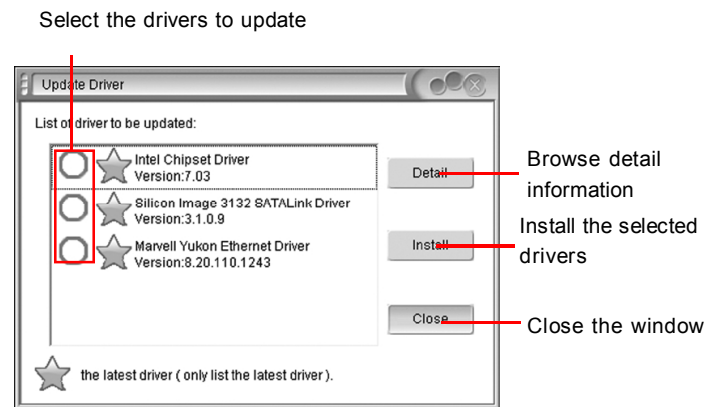 Select the drivers to update
Update Driver
List of driver to be updated:
Intel Chipset Driver
Version:7.03
Silicon Image 3132 SATALink Driver
Version:3.1.0.9
Marvell Yukon Ethernet Driver
Version:8.20.110.1243
Detail
Install
Close
Browse detail
information
Install the selected
drivers
Close the window
the latest driver ( only list the latest driver ).